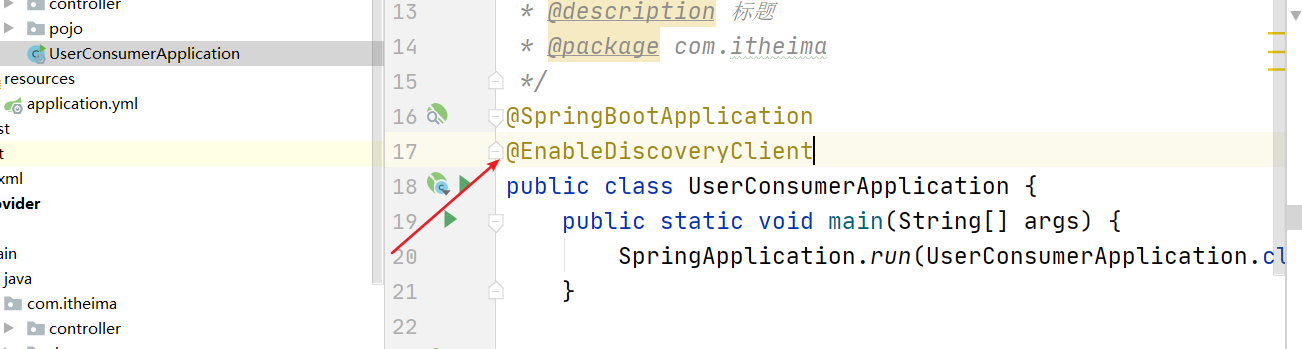 controller
pojo
UserConsumerApplication
resources
application.yml
st
t
xml
ovider
ain
java
com.itheima
controller
13 * @description 标题
14 * @package com.itheima
15 */
16 @SpringBootApplication
17 @EnableDiscoveryClient
18 public class UserConsumerApplication {
19 public static void main(String[] args) {
20 SpringApplication.run(UserConsumerApplication.cl
21 }
22